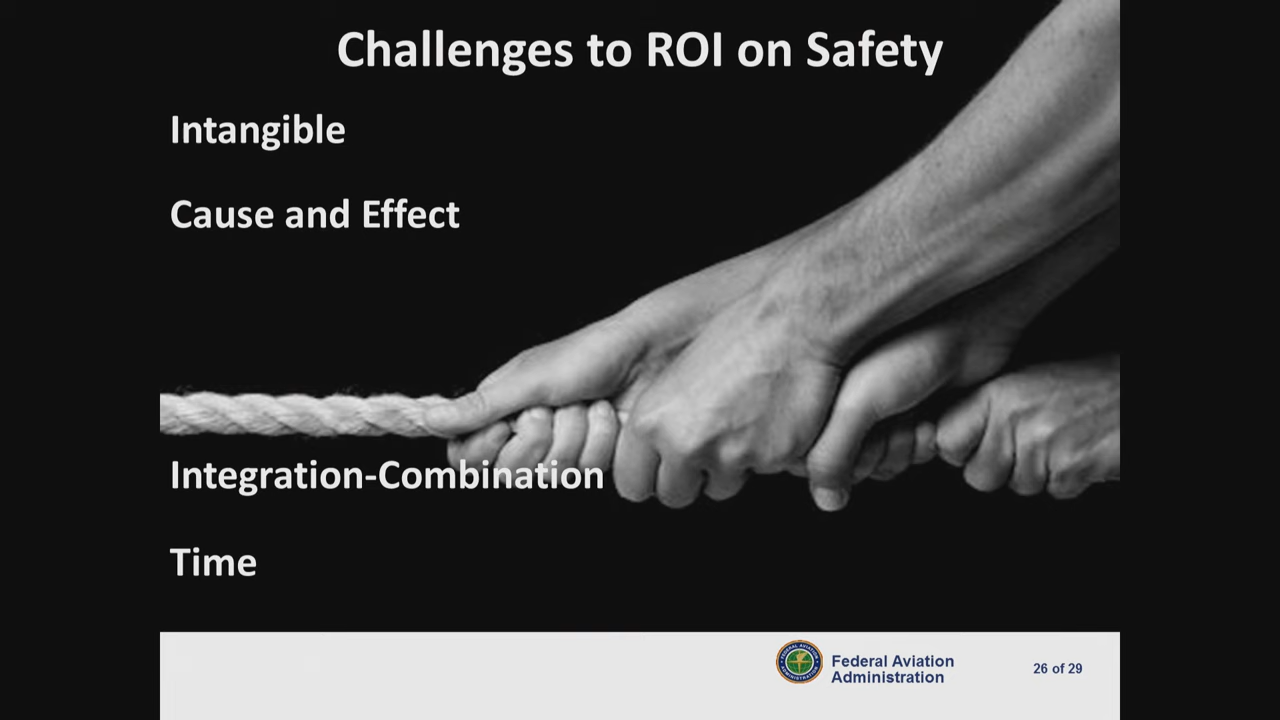 Challenges to ROI on Safety
Intangible
Cause and Effect
Integration-Combination
Time
Federal Aviation
Administration
26 of 29